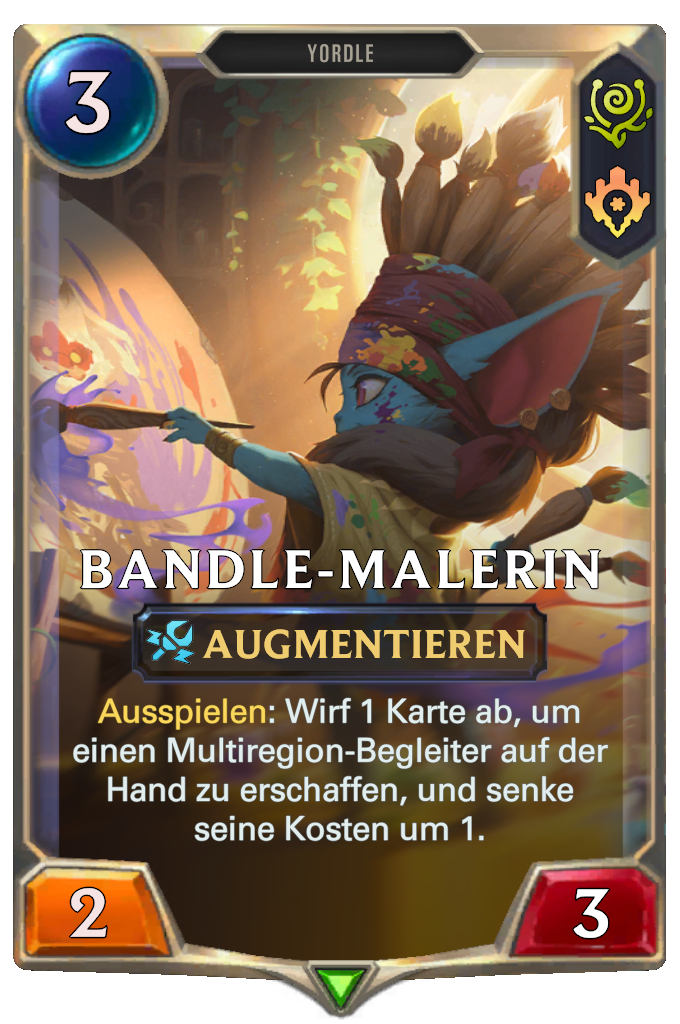 3
YORDLE
BANDLE-MALERIN
AUGMENTIEREN
Ausspielen: Wirf 1 Karte ab, um
einen Multiregion-Begleiter auf der
Hand zu erschaffen, und senke
seine Kosten um 1.
2
3